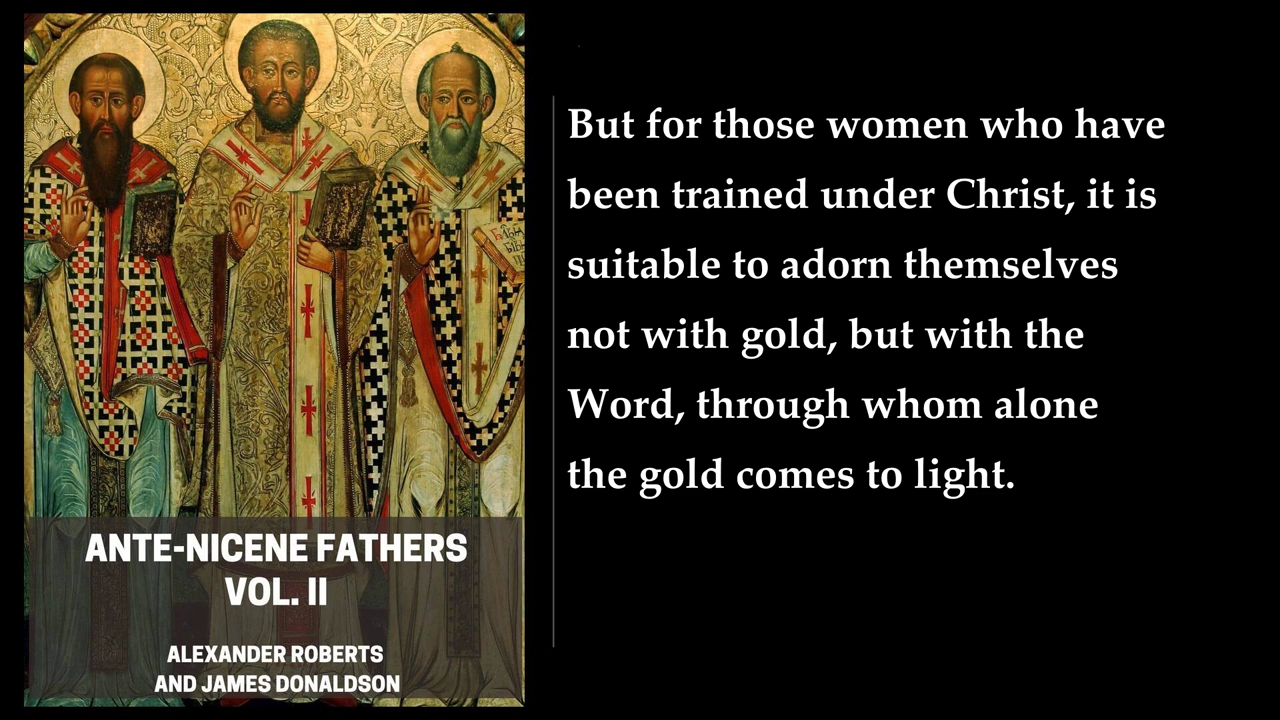 But for those women who have
been trained under Christ, it is
suitable to adorn themselves
not with gold, but with the
Word, through whom alone
the gold comes to light.
ANTE-NICENE FATHERS
VOL. II
ALEXANDER ROBERTS
AND JAMES DONALDSON